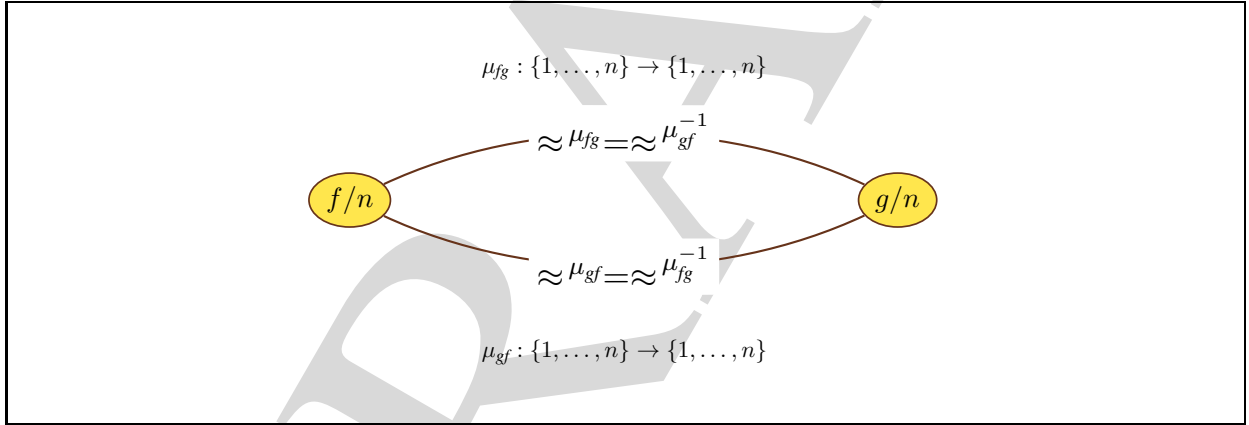 μ_fg : {1, …, n} → {1, …, n}
≈^μ_fg = ≈^μ_gf^−1
f/n g/n
≈^μ_gf = ≈^μ_fg^−1
μ_gf : {1, …, n} → {1, …, n}